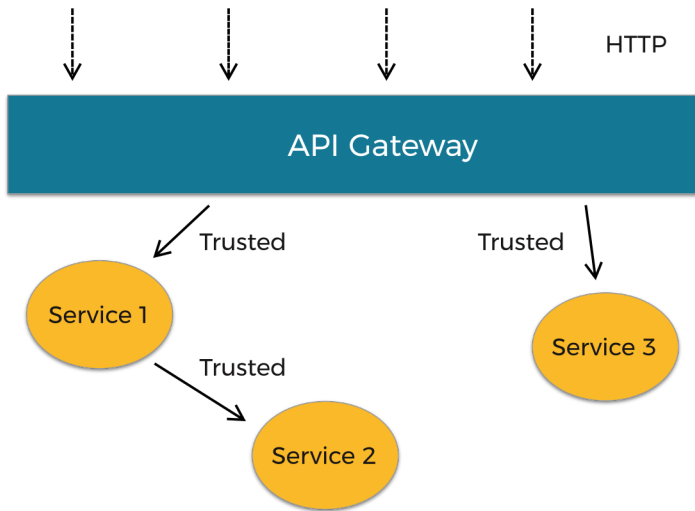 HTTP
API Gateway
Trusted
Trusted
Service 1
Service 3
Trusted
Service 2